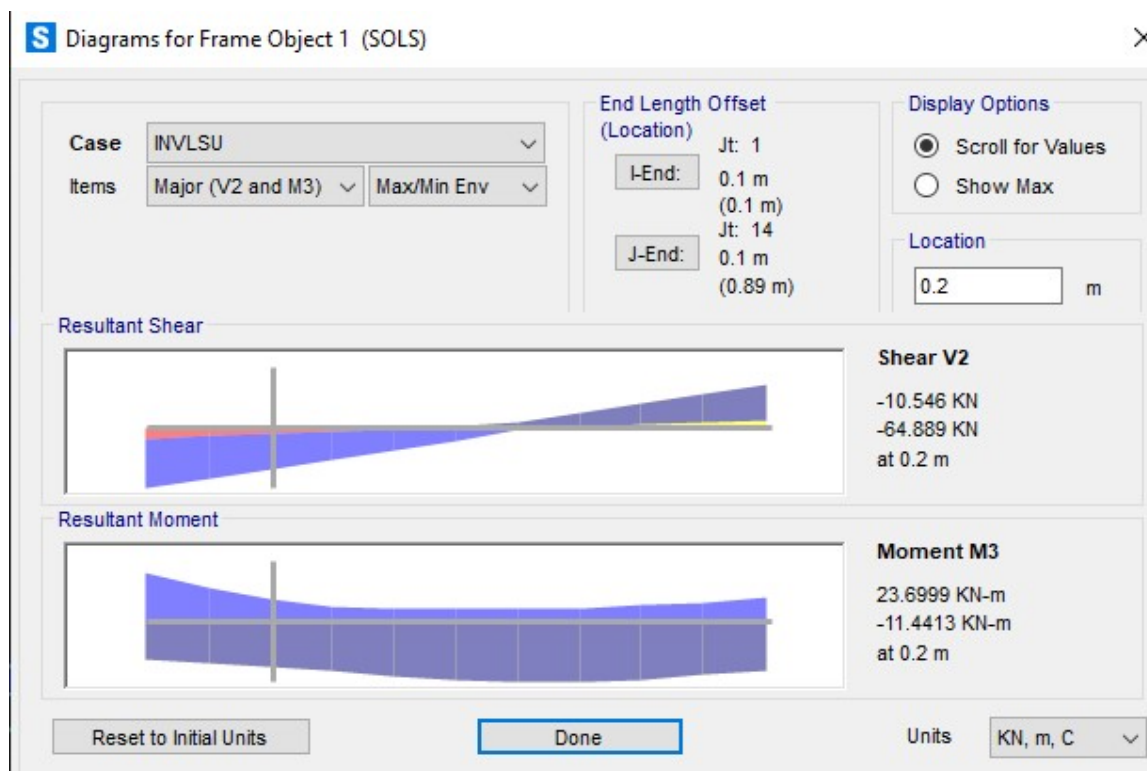 S Diagrams for Frame Object 1 (SOLS)
Case INVLSU
Items Major (V2 and M3) Max/Min Env
End Length Offset
(Location)
Jt: 1
I-End: 0.1 m
(0.1 m)
Jt: 14
J-End: 0.1 m
(0.89 m)
Display Options
Scroll for Values
Show Max
Location
0.2 m
Resultant Shear
Shear V2
-10.546 KN
-64.889 KN
at 0.2 m
Resultant Moment
Moment M3
23.6999 KN-m
-11.4413 KN-m
at 0.2 m
Reset to Initial Units
Done
Units KN, m, C